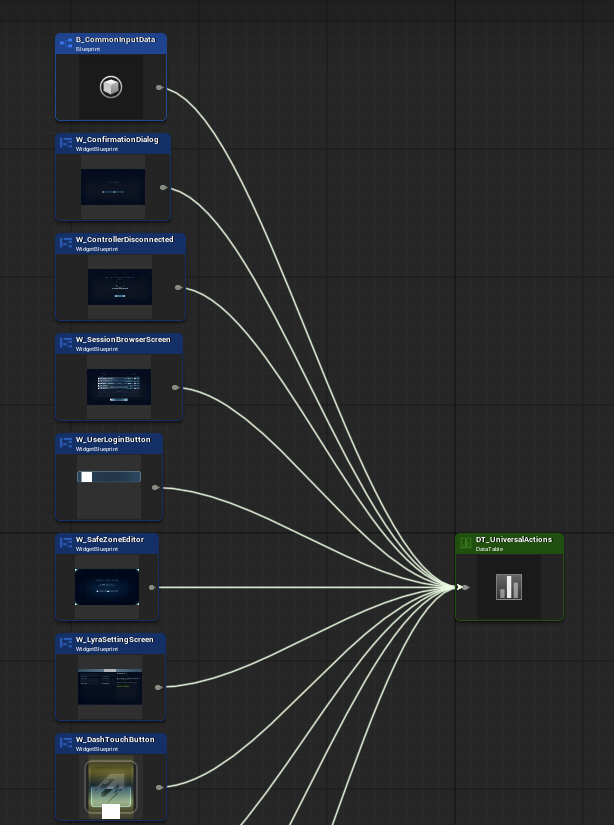 B_CommonInputData
Blueprint
W_ConfirmationDialog
WidgetBlueprint
W_ControllerDisconnected
WidgetBlueprint
W_SessionBrowserScreen
WidgetBlueprint
W_UserLoginButton
WidgetBlueprint
W_SafeZoneEditor
WidgetBlueprint
DT_UniversalActions
DataTable
W_LyraSettingScreen
WidgetBlueprint
W_DashTouchButton
WidgetBlueprint